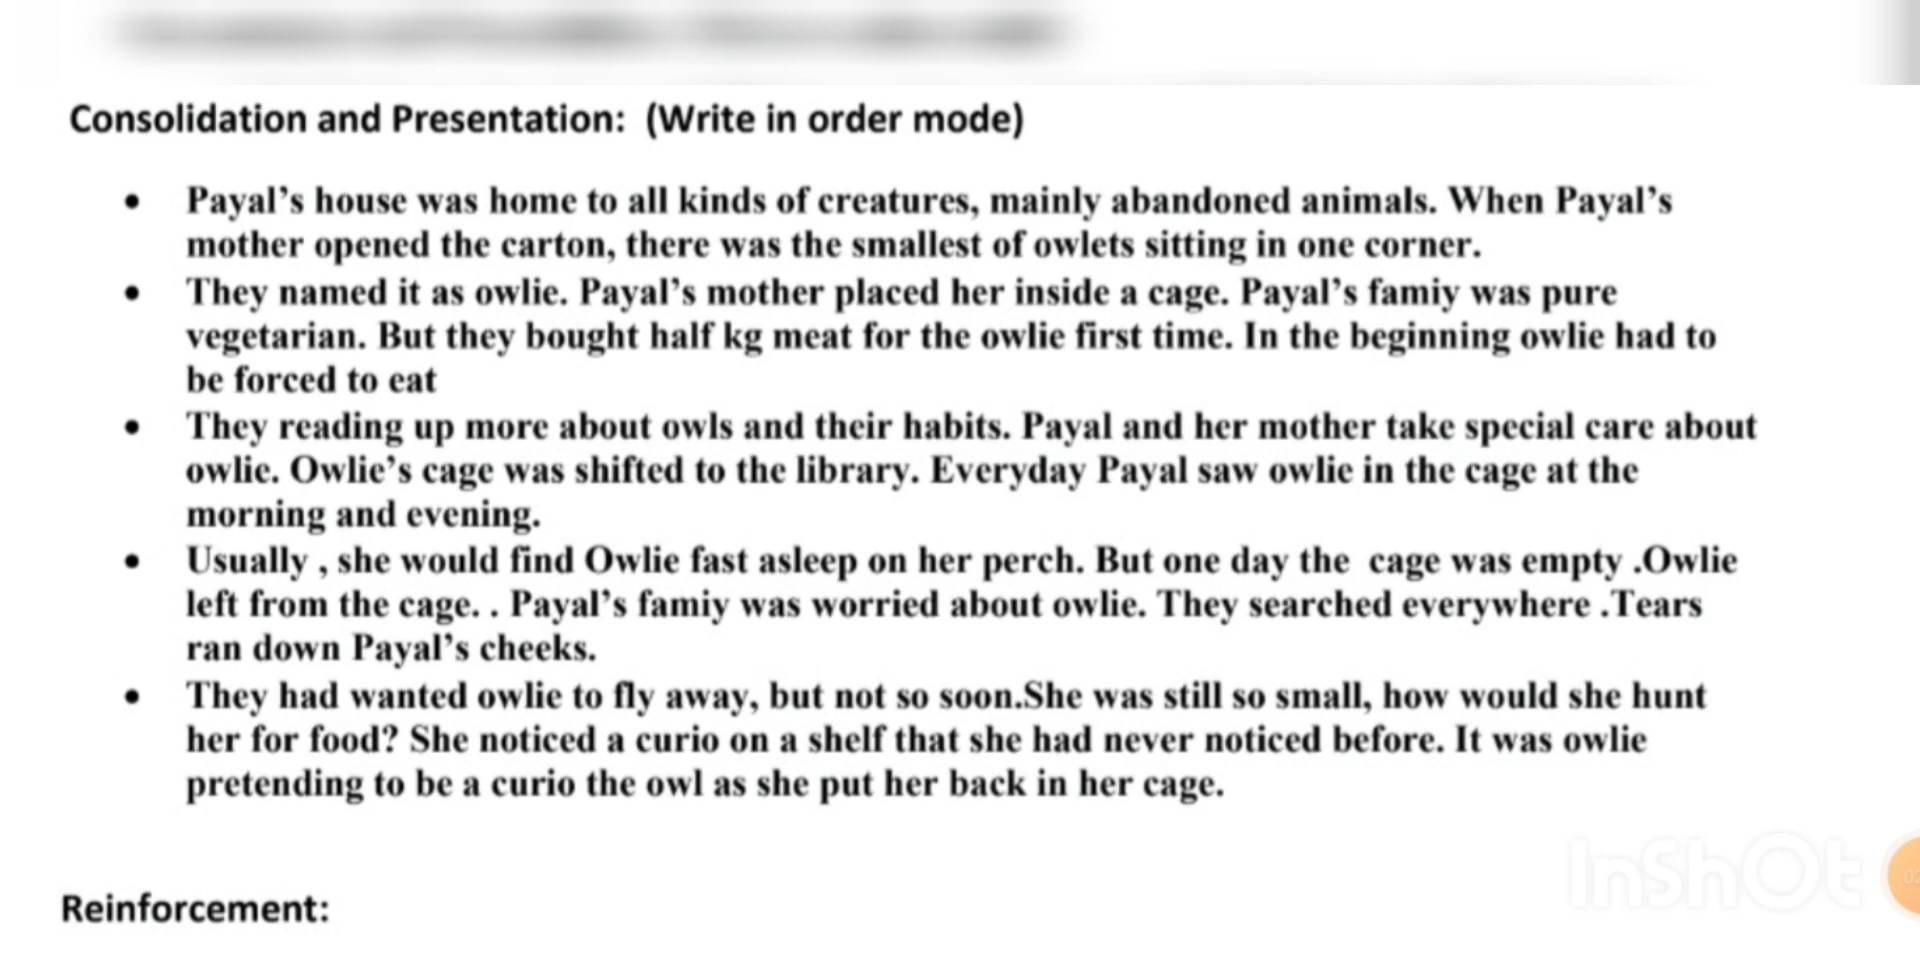 Consolidation and Presentation: (Write in order mode)
• Payal’s house was home to all kinds of creatures, mainly abandoned animals. When Payal’s
mother opened the carton, there was the smallest of owlets sitting in one corner.
• They named it as owlie. Payal’s mother placed her inside a cage. Payal’s famiy was pure
vegetarian. But they bought half kg meat for the owlie first time. In the beginning owlie had to
be forced to eat
• They reading up more about owls and their habits. Payal and her mother take special care about
owlie. Owlie’s cage was shifted to the library. Everyday Payal saw owlie in the cage at the
morning and evening.
• Usually , she would find Owlie fast asleep on her perch. But one day the  cage was empty .Owlie
left from the cage. . Payal’s famiy was worried about owlie. They searched everywhere .Tears
ran down Payal’s cheeks.
• They had wanted owlie to fly away, but not so soon.She was still so small, how would she hunt
her for food? She noticed a curio on a shelf that she had never noticed before. It was owlie
pretending to be a curio the owl as she put her back in her cage.
InShOt
Reinforcement: